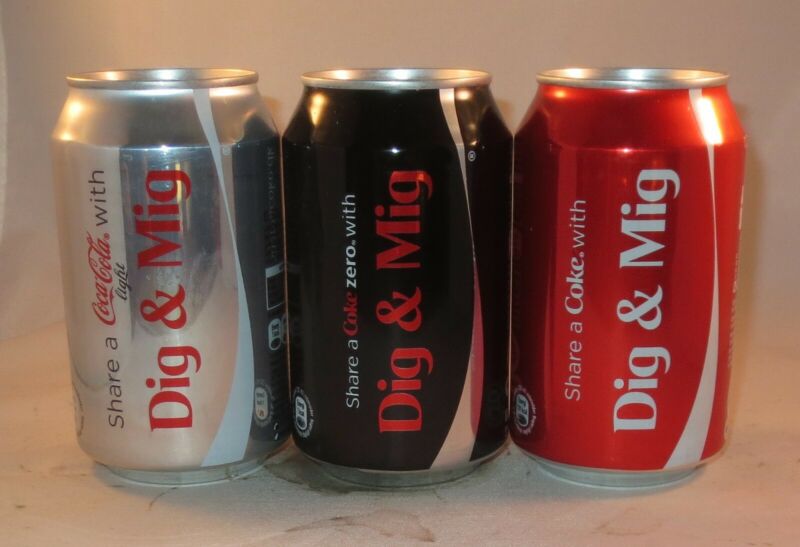 Share a Coca-Cola light with
Dig & Mig
Share a Coke zero with
Dig & Mig
Share a Coke with
Dig & Mig